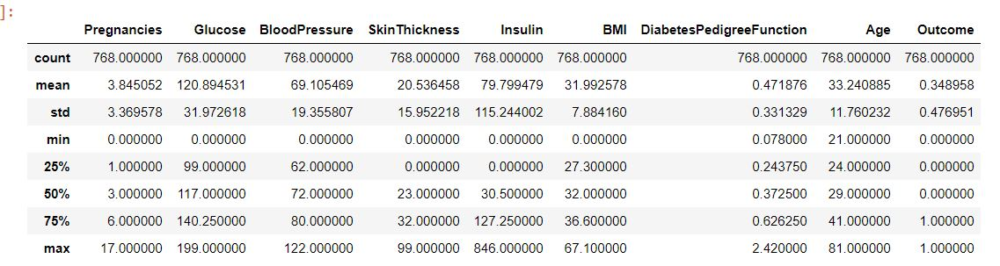 ]:
Pregnancies Glucose BloodPressure SkinThickness Insulin BMI DiabetesPedigreeFunction Age Outcome
count 768.000000 768.000000 768.000000 768.000000 768.000000 768.000000 768.000000 768.000000 768.000000
mean 3.845052 120.894531 69.105469 20.536458 79.799479 31.992578 0.471876 33.240885 0.348958
std 3.369578 31.972618 19.355807 15.952218 115.244002 7.884160 0.331329 11.760232 0.476951
min 0.000000 0.000000 0.000000 0.000000 0.000000 0.000000 0.078000 21.000000 0.000000
25% 1.000000 99.000000 62.000000 0.000000 0.000000 27.300000 0.243750 24.000000 0.000000
50% 3.000000 117.000000 72.000000 23.000000 30.500000 32.000000 0.372500 29.000000 0.000000
75% 6.000000 140.250000 80.000000 32.000000 127.250000 36.600000 0.626250 41.000000 1.000000
max 17.000000 199.000000 122.000000 99.000000 846.000000 67.100000 2.420000 81.000000 1.000000